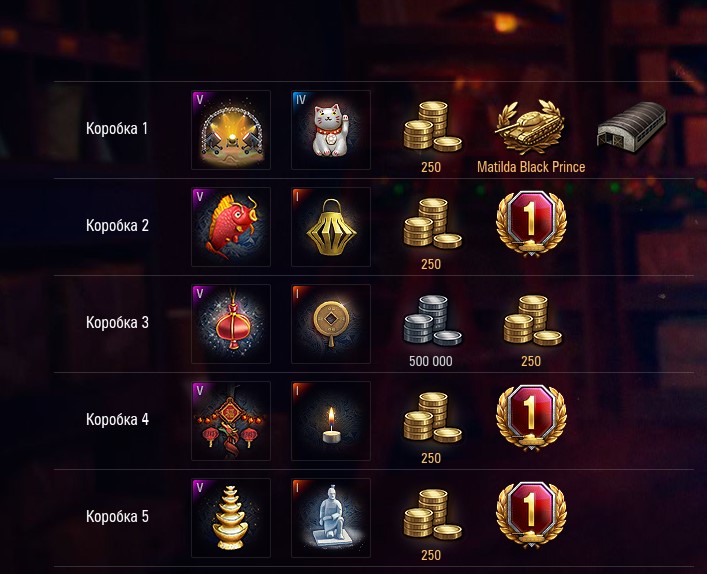 V IV
Коробка 1
250 Matilda Black Prince
V I
Коробка 2 1
250
V I
Коробка 3
500 000 250
V I
Коробка 4 1
250
V I
Коробка 5 1
250